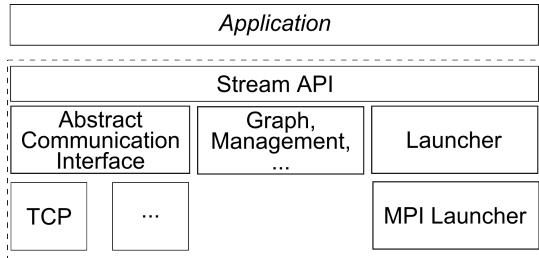 Application
Stream API
Abstract
Communication
Interface
Graph,
Management,
...
Launcher
TCP
...
MPI Launcher